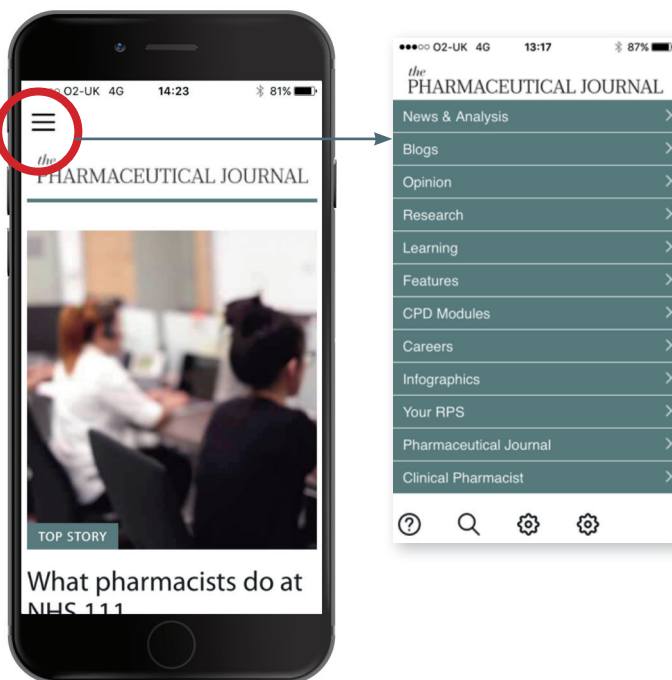 O2-UK 4G 14:23 81%
the
PHARMACEUTICAL JOURNAL
TOP STORY
What pharmacists do at
NHS 111
O2-UK 4G 13:17 87%
the
PHARMACEUTICAL JOURNAL
News & Analysis
Blogs
Opinion
Research
Learning
Features
CPD Modules
Careers
Infographics
Your RPS
Pharmaceutical Journal
Clinical Pharmacist